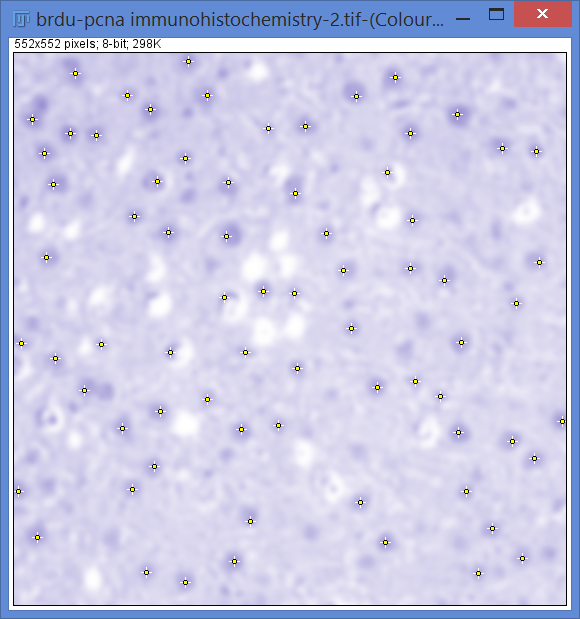 brdu-pcna immunohistochemistry-2.tif-(Colour...
552x552 pixels; 8-bit; 298K